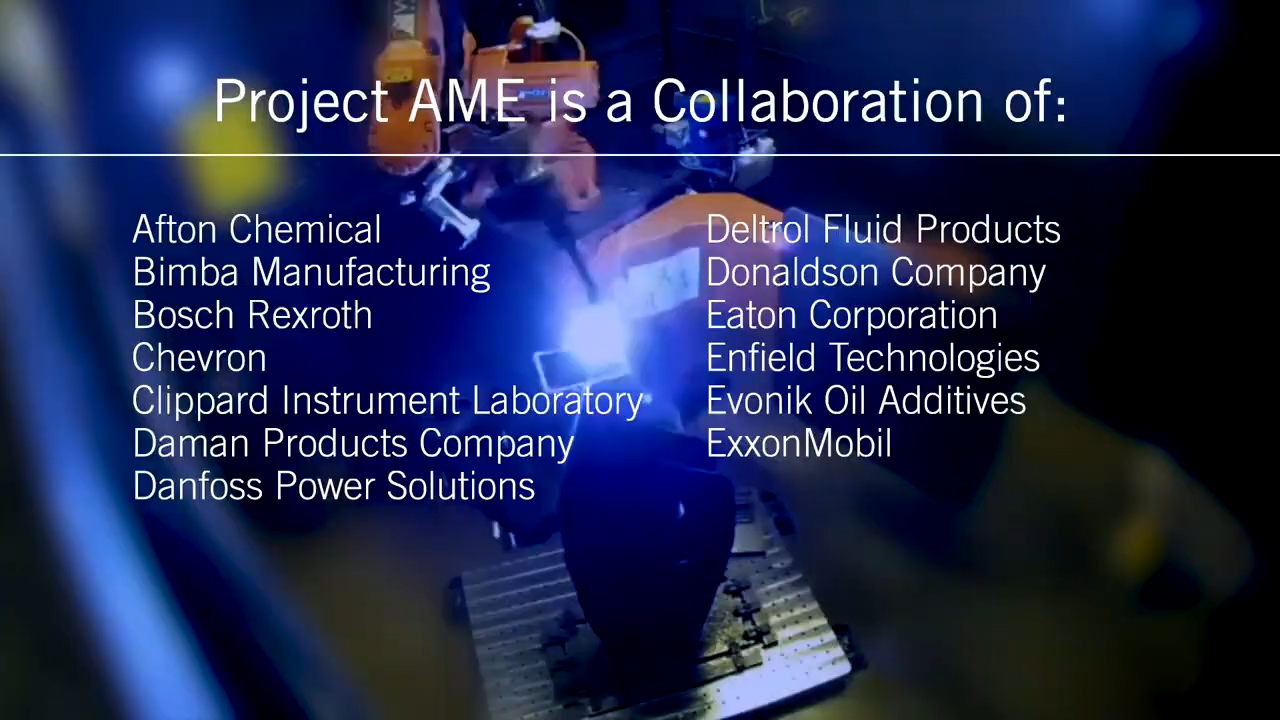 Project AME is a Collaboration of:
Afton Chemical
Bimba Manufacturing
Bosch Rexroth
Chevron
Clippard Instrument Laboratory
Daman Products Company
Danfoss Power Solutions
Deltrol Fluid Products
Donaldson Company
Eaton Corporation
Enfield Technologies
Evonik Oil Additives
ExxonMobil